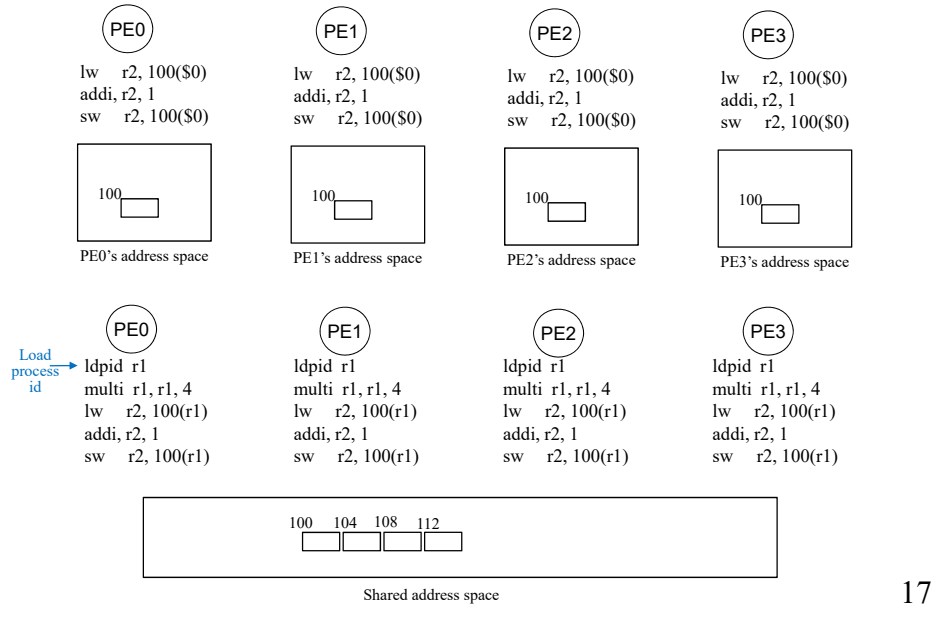 PE0 PE1 PE2 PE3
lw r2, 100($0) lw r2, 100($0) lw r2, 100($0) lw r2, 100($0)
addi, r2, 1 addi, r2, 1 addi, r2, 1 addi, r2, 1
sw r2, 100($0) sw r2, 100($0) sw r2, 100($0) sw r2, 100($0)
100 100 100 100
PE0's address space PE1's address space PE2's address space PE3's address space
PE0 PE1 PE2 PE3
Load
process
id
ldpid r1 ldpid r1 ldpid r1 ldpid r1
multi r1, r1, 4 multi r1, r1, 4 multi r1, r1, 4 multi r1, r1, 4
lw r2, 100(r1) lw r2, 100(r1) lw r2, 100(r1) lw r2, 100(r1)
addi, r2, 1 addi, r2, 1 addi, r2, 1 addi, r2, 1
sw r2, 100(r1) sw r2, 100(r1) sw r2, 100(r1) sw r2, 100(r1)
100 104 108 112
Shared address space
17